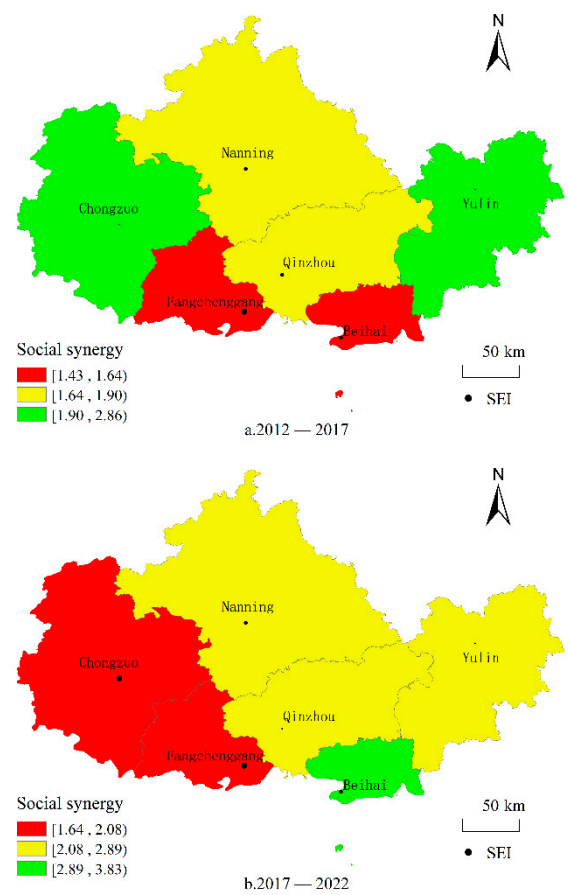 N
Nanning
Chongzuo
Yulin
Qinzhou
Fangchenggang
Beihai
Social synergy
[1.43 , 1.64)
[1.64 , 1.90)
[1.90 , 2.86)
50 km
SEI
a.2012 — 2017
N
Nanning
Chongzuo
Yulin
Qinzhou
Fangchenggang
Beihai
Social synergy
[1.64 , 2.08)
[2.08 , 2.89)
[2.89 , 3.83)
50 km
SEI
b.2017 — 2022